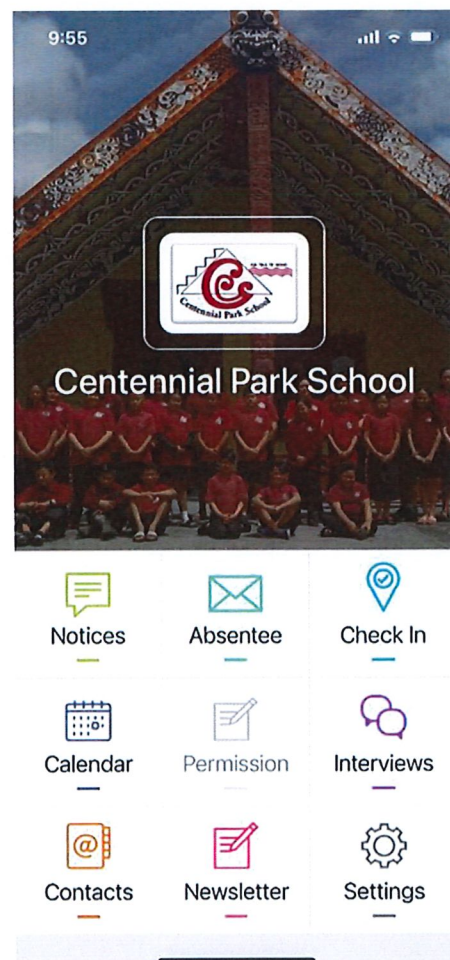 9:55
Centennial Park School
Centennial Park School
Notices
Absentee
Check In
Calendar
Permission
Interviews
Contacts
Newsletter
Settings